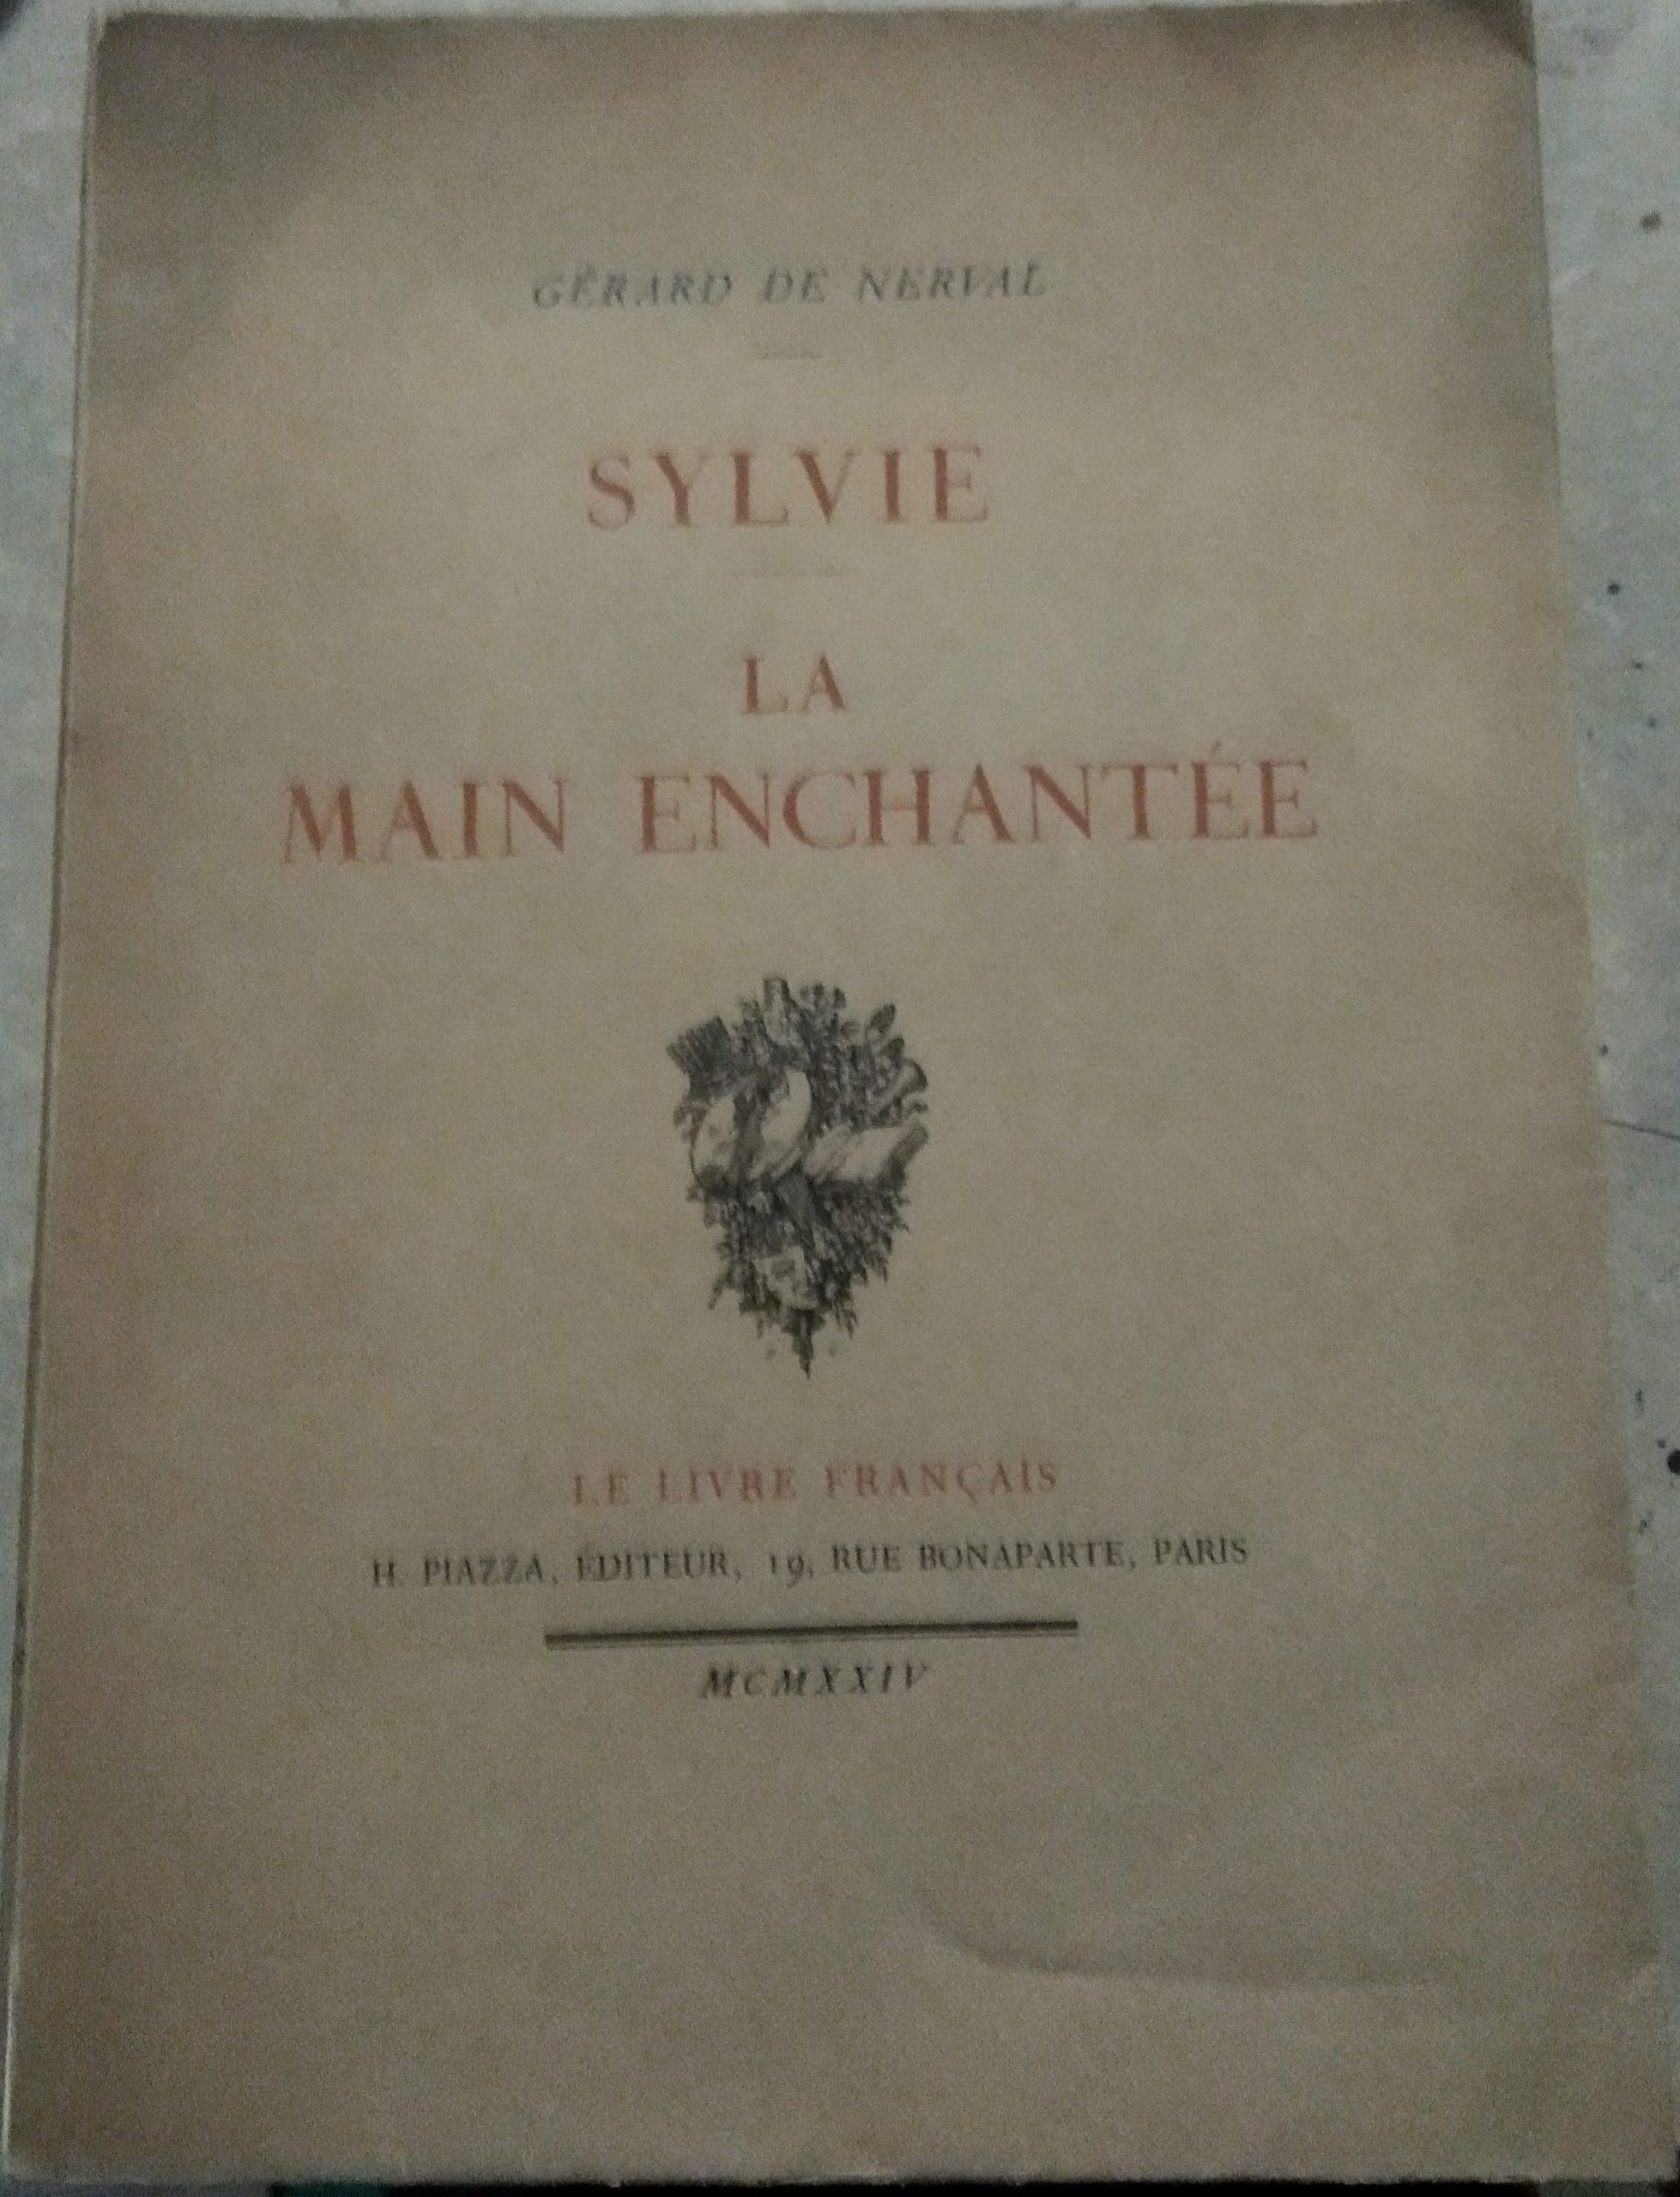 GÉRARD DE NERVAL
SYLVIE
LA
MAIN ENCHANTÉE
LE LIVRE FRANÇAIS
H. PIAZZA, ÉDITEUR, 19, RUE BONAPARTE, PARIS
MCMXXIV